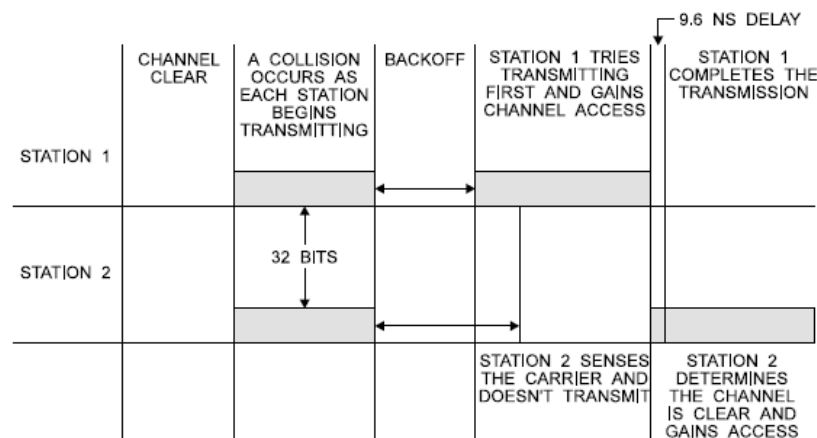 9.6 NS DELAY
CHANNEL
CLEAR
A COLLISION
OCCURS AS
EACH STATION
BEGINS
TRANSMITTING
BACKOFF
STATION 1 TRIES
TRANSMITTING
FIRST AND GAINS
CHANNEL ACCESS
STATION 1
COMPLETES THE
TRANSMISSION
STATION 1
32 BITS
STATION 2
STATION 2 SENSES
THE CARRIER AND
DOESN'T TRANSMIT
STATION 2
DETERMINES
THE CHANNEL
IS CLEAR AND
GAINS ACCESS